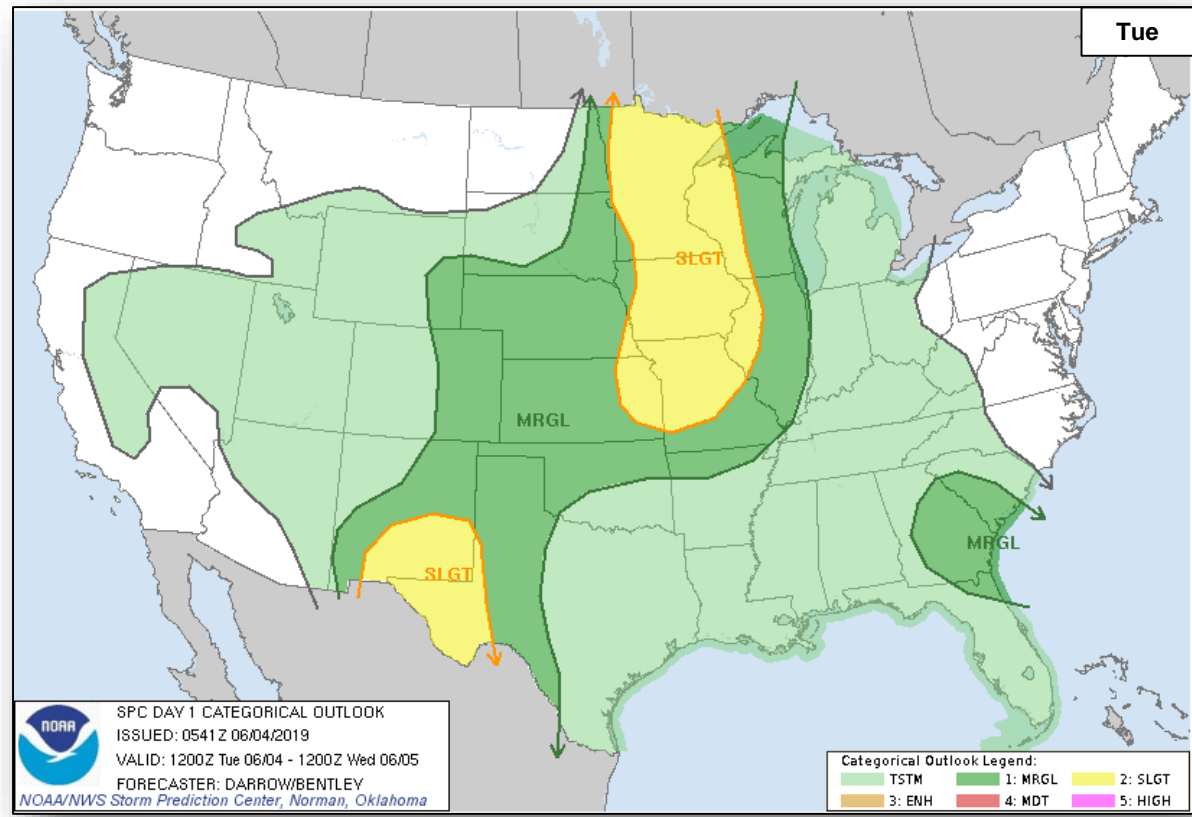 Tue
SLGT
MRGL
MRGL
SLGT
NOAA
SPC DAY 1 CATEGORICAL OUTLOOK
ISSUED: 0541Z 06/04/2019
VALID: 1200Z Tue 06/04 - 1200Z Wed 06/05
FORECASTER: DARROW/BENTLEY
NOAA/NWS Storm Prediction Center, Norman, Oklahoma
Categorical Outlook Legend:
TSTM 1: MRGL 2: SLGT
3: ENH 4: MDT 5: HIGH